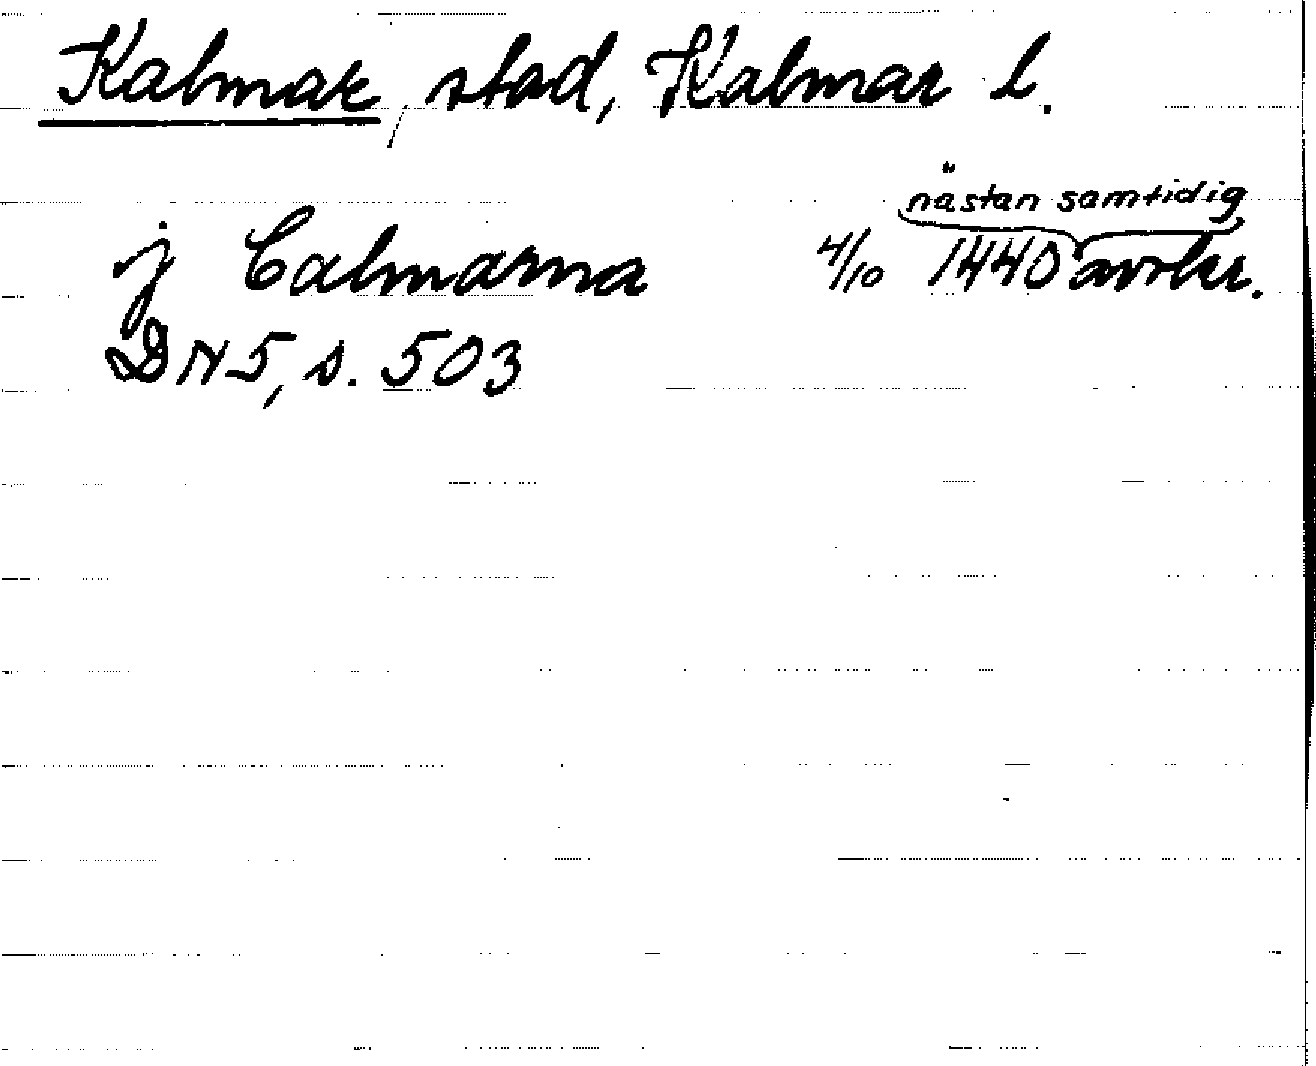 Kalmar, stad, Kalmar l.
nästan samtidig
j Calmarna 4/10 1440 avskr.
DN 5, s. 503